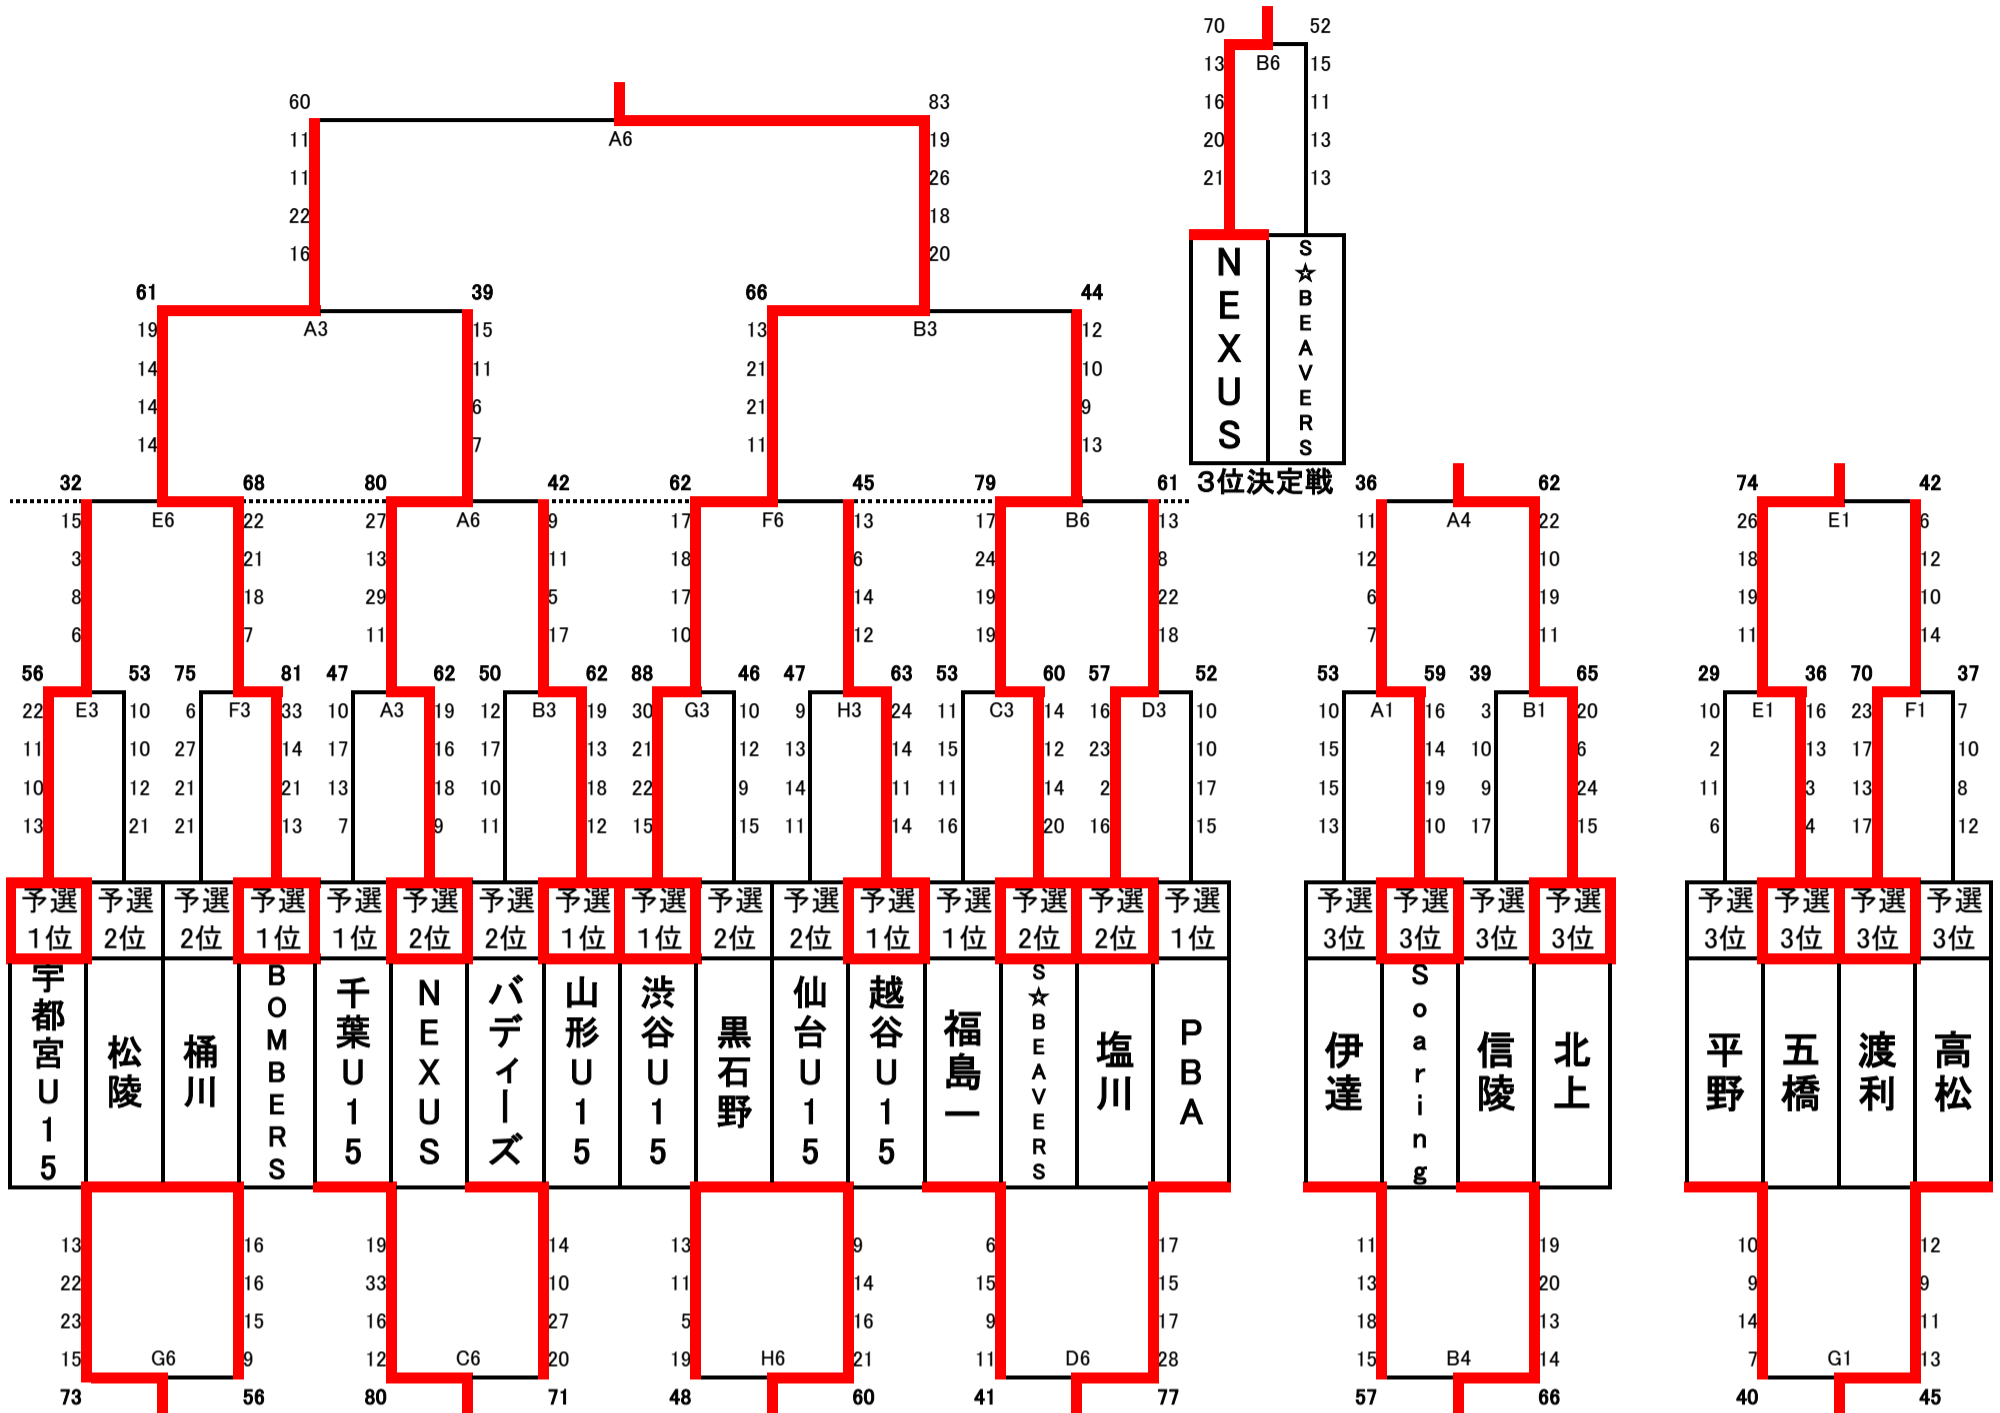 70 52
13 B6 15
16 11
20 13
21 13
NEXUS
S☆BEAVERS
3位決定戦
60 83
11 A6 19
11 26
22 18
16 20
61 39 66 44
19 A3 15 13 B3 12
14 11 21 10
14 6 21 9
14 7 11 13
32 68 80 42 62 45 79 61 36 62 74 42
15 E6 22 27 A6 9 17 F6 13 17 B6 13 11 A4 22 26 E1 6
3 21 13 11 18 6 24 8 12 10 18 12
8 18 29 5 17 14 19 22 6 19 19 10
6 7 11 17 10 12 19 18 7 11 11 14
56 53 75 81 47 62 50 62 88 46 47 63 53 60 57 52 53 59 39 65 29 36 70 37
22 E3 10 6 F3 33 10 A3 19 12 B3 19 30 G3 10 9 H3 24 11 C3 14 16 D3 10 10 A1 16 3 B1 20 10 E1 16 23 F1 7
11 10 27 14 17 16 17 13 21 12 13 14 15 12 23 10 15 14 10 6 2 13 17 10
10 12 21 21 13 18 10 18 22 9 14 11 11 14 2 17 15 19 9 24 11 3 13 8
13 21 21 13 7 9 11 12 15 15 11 14 16 20 16 15 13 10 17 15 6 4 17 12
予選 予選 予選 予選 予選 予選 予選 予選 予選 予選 予選 予選 予選 予選 予選 予選 予選 予選 予選 予選 予選 予選 予選 予選
1位 2位 2位 1位 1位 2位 2位 1位 1位 2位 2位 1位 1位 2位 2位 1位 3位 3位 3位 3位 3位 3位 3位 3位
宇都宮U15
松陵
桶川
BOMBERS
千葉U15
NEXUS
バディーズ
山形U15
渋谷U15
黒石野
仙台U15
越谷U15
福島一
S☆BEAVERS
塩川
PBA
伊達
Soaring
信陵
北上
平野
五橋
渡利
高松
13 16 19 14 13 9 6 17 11 19 10 12
22 16 33 10 11 14 15 15 13 20 9 9
23 15 16 27 5 16 9 17 18 13 14 11
15 G6 9 12 C6 20 19 H6 21 11 D6 28 15 B4 14 7 G1 13
73 56 80 71 48 60 41 77 57 66 40 45